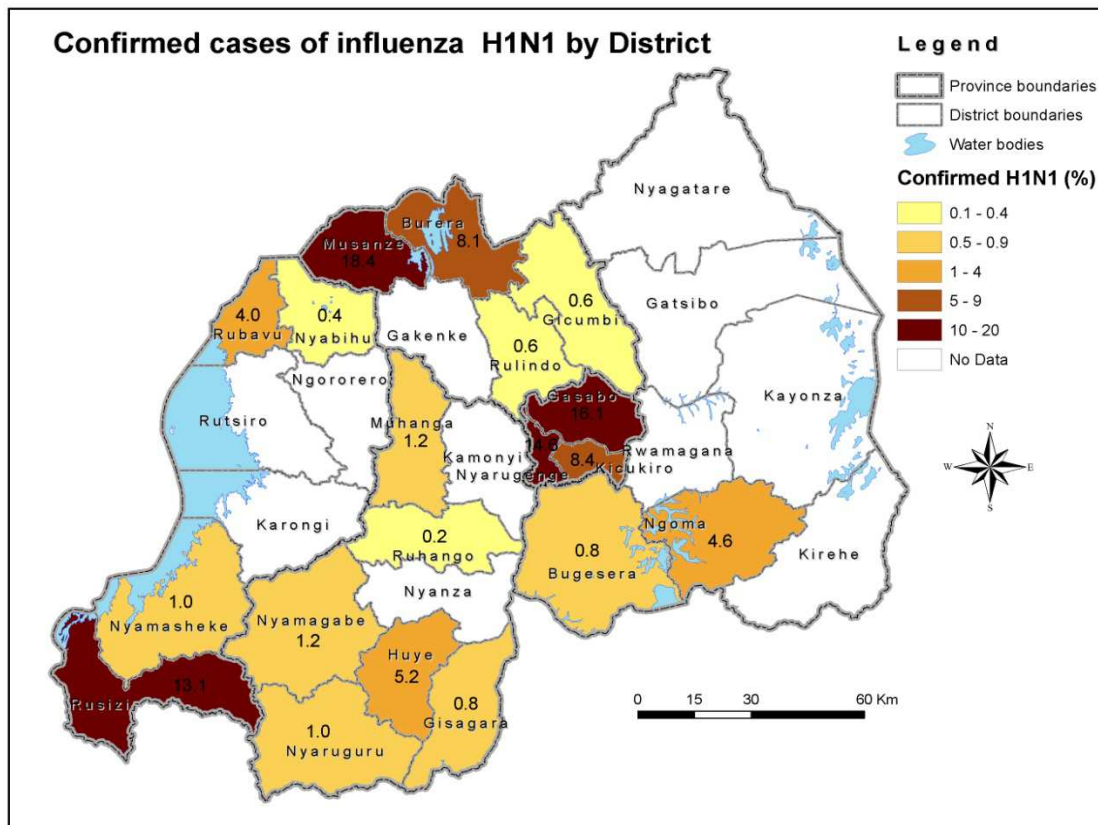 Confirmed cases of influenza H1N1 by District
Legend
Province boundaries
District boundaries
Water bodies
Confirmed H1N1 (%)
0.1 - 0.4
0.5 - 0.9
1 - 4
5 - 9
10 - 20
No Data
Nyagatare
Burera
8.1
Musanze
18.4
Gatsibo
0.6
Gicumbi
4.0
Rubavu
0.4
Nyabihu
Gakenke
0.6
Rulindo
Ngororero
Kayonza
Gasabo
16.1
Rutsiro
Muhanga
1.2
14.6
8.4
Kicukiro
Rwamagana
Kamonyi
Nyarugenge
Karongi
Ngoma
4.6
0.2
Ruhango
0.8
Bugesera
Kirehe
Nyanza
1.0
Nyamasheke
Nyamagabe
1.2
Huye
5.2
Rusizi
13.1
0.8
Gisagara
1.0
Nyaruguru
N
W
E
S
0 15 30 60 Km